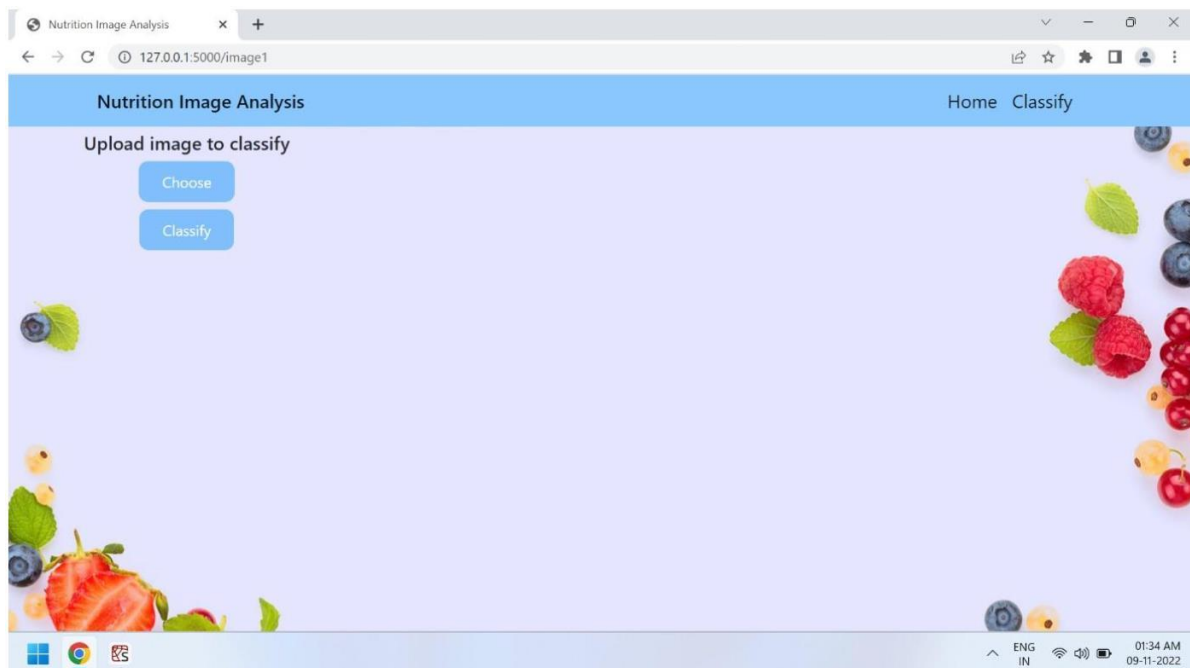 Nutrition Image Analysis
127.0.0.1:5000/image1
Nutrition Image Analysis
Home Classify
Upload image to classify
Choose
Classify
ENG
IN
01:34 AM
09-11-2022